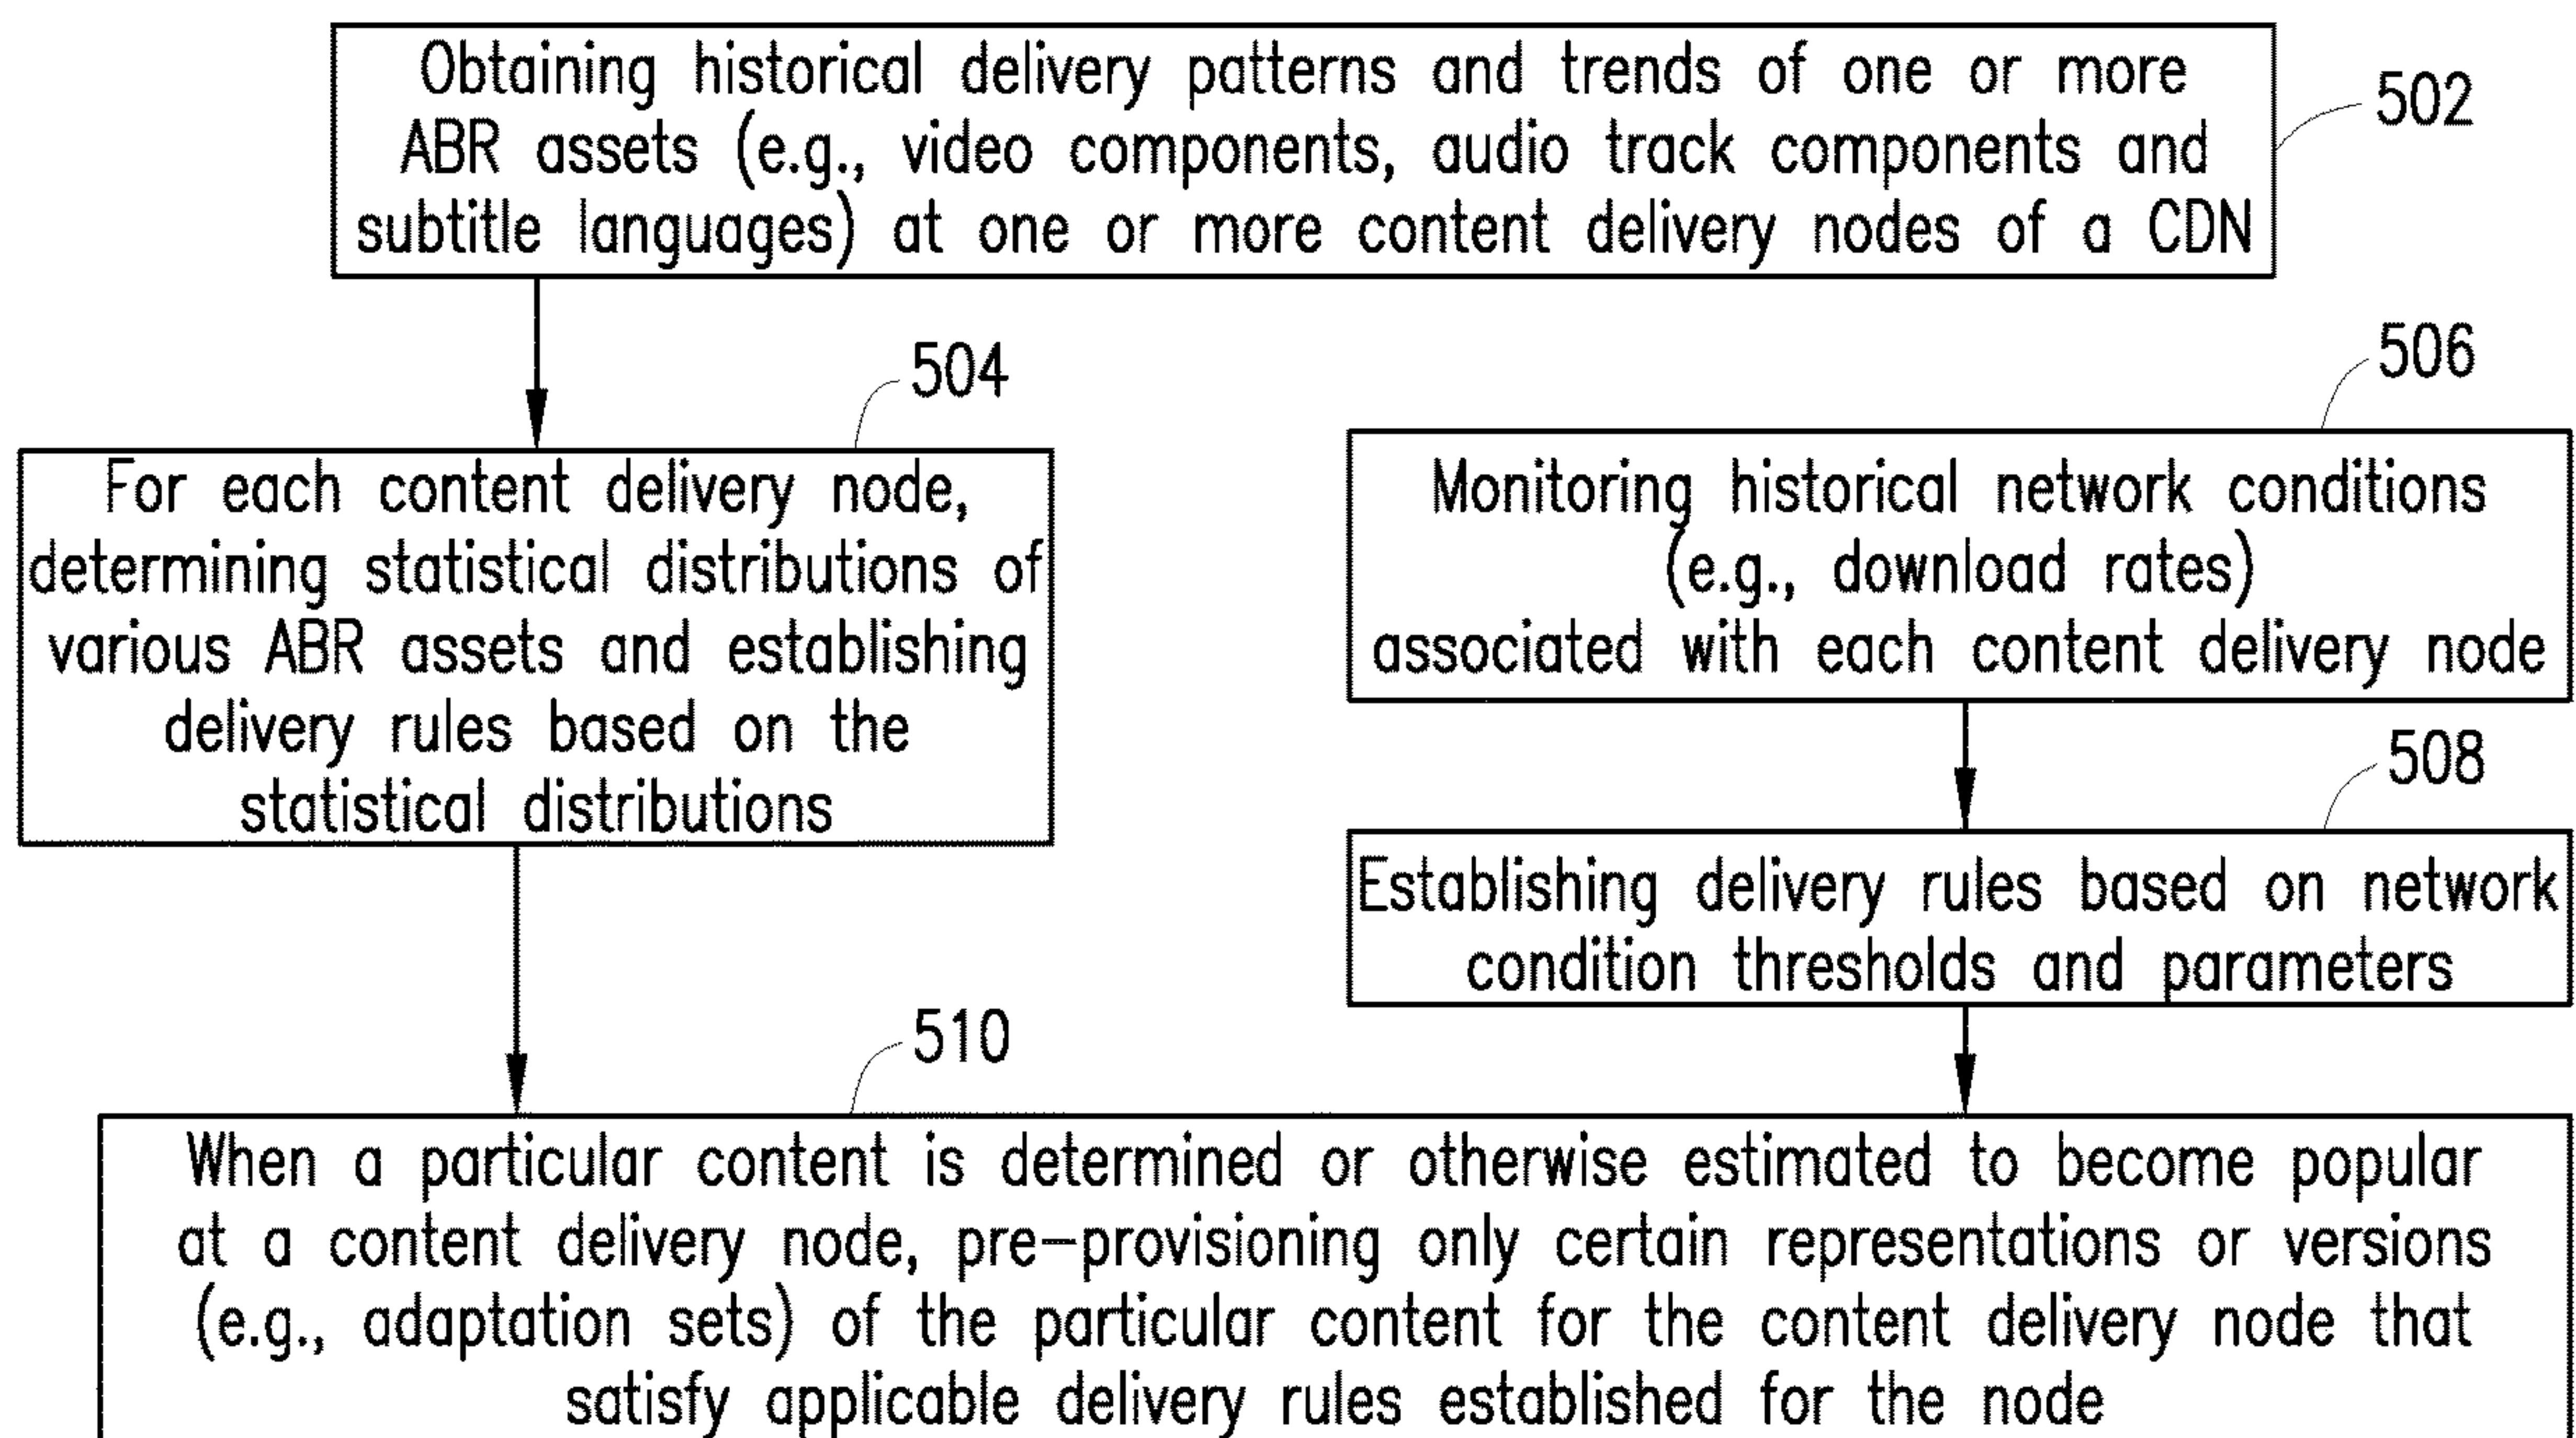 Obtaining historical delivery patterns and trends of one or more
ABR assets (e.g., video components, audio track components and
subtitle languages) at one or more content delivery nodes of a CDN
502
504
For each content delivery node,
determining statistical distributions of
various ABR assets and establishing
delivery rules based on the
statistical distributions
506
Monitoring historical network conditions
(e.g., download rates)
associated with each content delivery node
508
Establishing delivery rules based on network
condition thresholds and parameters
510
When a particular content is determined or otherwise estimated to become popular
at a content delivery node, pre-provisioning only certain representations or versions
(e.g., adaptation sets) of the particular content for the content delivery node that
satisfy applicable delivery rules established for the node